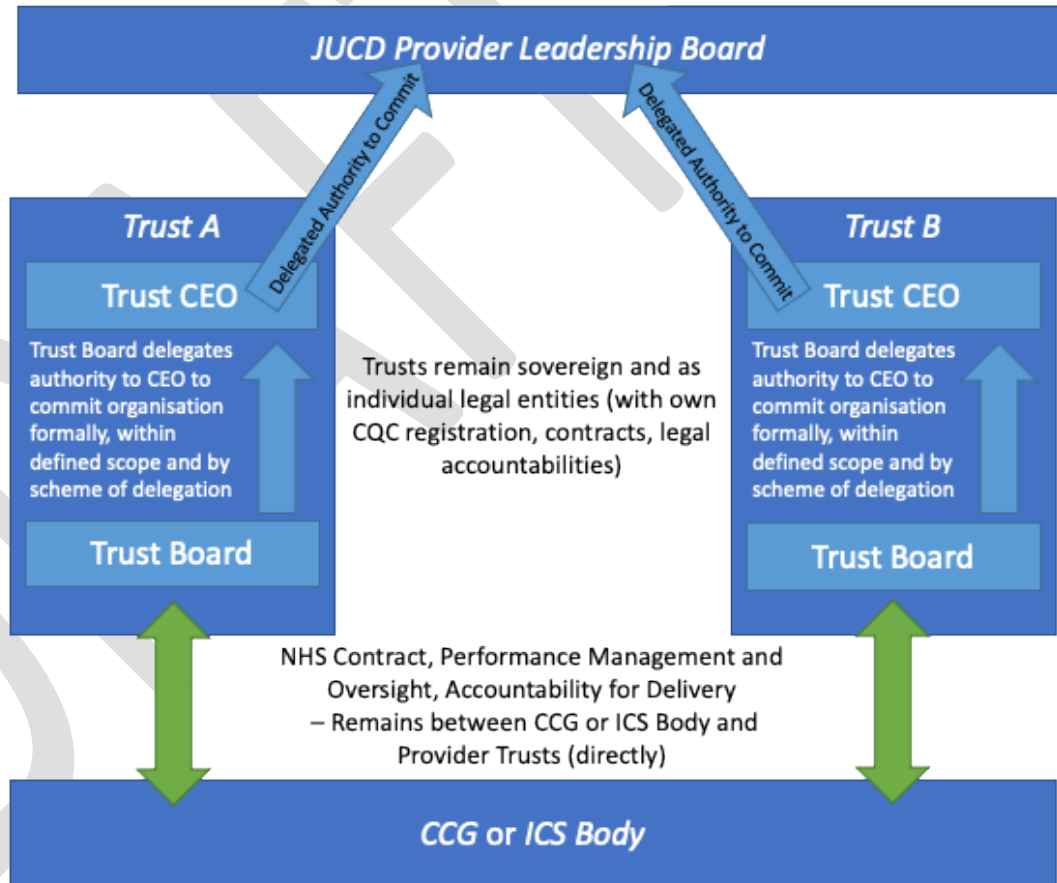 JUCD Provider Leadership Board
Delegated Authority to Commit
Delegated Authority to Commit
Trust A
Trust CEO
Trust Board delegates
authority to CEO to
commit organisation
formally, within
defined scope and by
scheme of delegation
Trust Board
Trusts remain sovereign and as
individual legal entities (with own
CQC registration, contracts, legal
accountabilities)
Trust B
Trust CEO
Trust Board delegates
authority to CEO to
commit organisation
formally, within
defined scope and by
scheme of delegation
Trust Board
NHS Contract, Performance Management and
Oversight, Accountability for Delivery
– Remains between CCG or ICS Body and
Provider Trusts (directly)
CCG or ICS Body